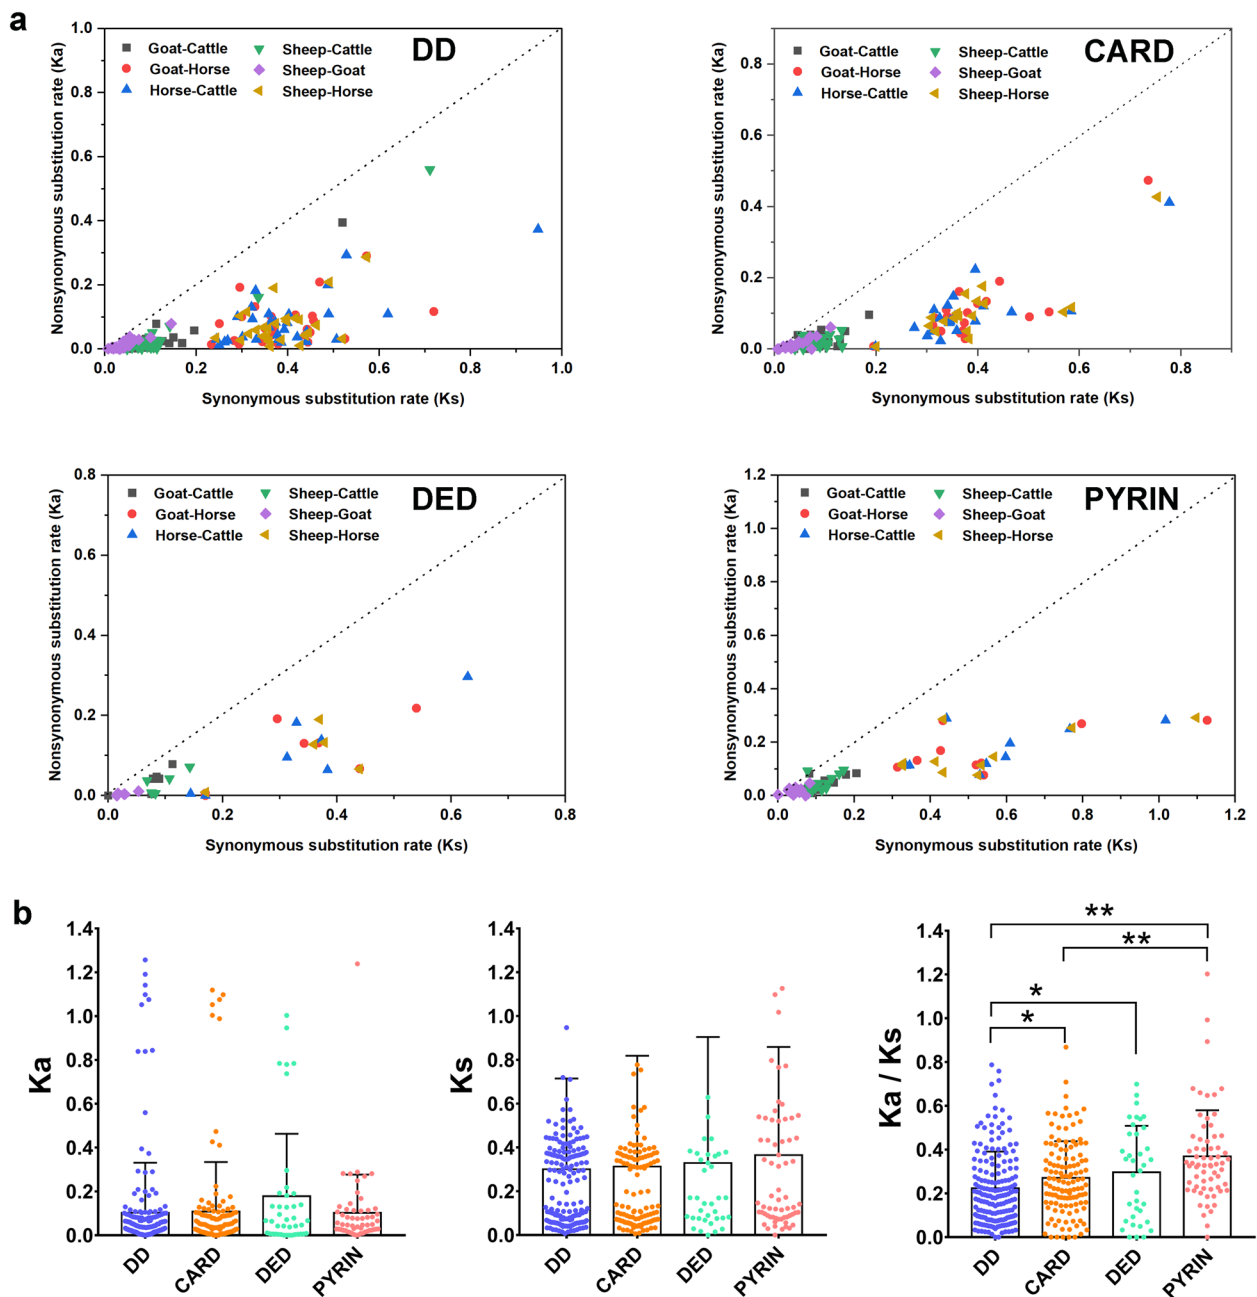 a
DD
Goat-Cattle
Goat-Horse
Horse-Cattle
Sheep-Cattle
Sheep-Goat
Sheep-Horse
Nonsynonymous substitution rate (Ka)
1.0
0.8
0.6
0.4
0.2
0.0
0.0 0.2 0.4 0.6 0.8 1.0
Synonymous substitution rate (Ks)
CARD
Goat-Cattle
Goat-Horse
Horse-Cattle
Sheep-Cattle
Sheep-Goat
Sheep-Horse
Nonsynonymous substitution rate (Ka)
0.8
0.6
0.4
0.2
0.0
0.0 0.2 0.4 0.6 0.8
Synonymous substitution rate (Ks)
DED
Goat-Cattle
Goat-Horse
Horse-Cattle
Sheep-Cattle
Sheep-Goat
Sheep-Horse
Nonsynonymous substitution rate (Ka)
0.8
0.6
0.4
0.2
0.0
0.0 0.2 0.4 0.6 0.8
Synonymous substitution rate (Ks)
PYRIN
Goat-Cattle
Goat-Horse
Horse-Cattle
Sheep-Cattle
Sheep-Goat
Sheep-Horse
Nonsynonymous substitution rate (Ka)
1.2
1.0
0.8
0.6
0.4
0.2
0.0
0.0 0.2 0.4 0.6 0.8 1.0 1.2
Synonymous substitution rate (Ks)
b
Ka
1.4
1.2
1.0
0.8
0.6
0.4
0.2
0.0
DD CARD DED PYRIN
Ks
1.4
1.2
1.0
0.8
0.6
0.4
0.2
0.0
DD CARD DED PYRIN
Ka / Ks
1.4
1.2
1.0
0.8
0.6
0.4
0.2
0.0
**
**
*
*
DD CARD DED PYRIN